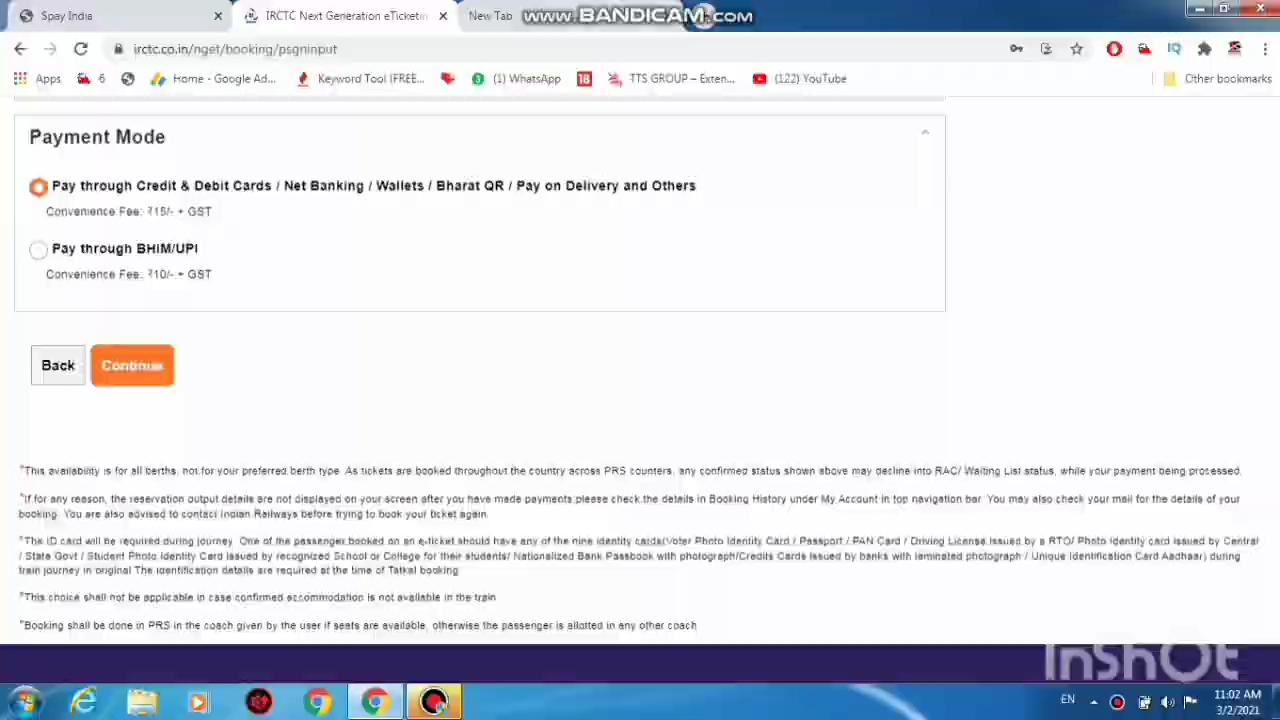 Spay India
IRCTC Next Generation eTicketin
New Tab
www.BANDICAM.com
irctc.co.in/nget/booking/psgninput
Apps
6
Home - Google Ad...
Keyword Tool (FREE...
3
(1) WhatsApp
18
TTS GROUP – Exten...
(122) YouTube
Other bookmarks
Payment Mode
Pay through Credit & Debit Cards / Net Banking / Wallets / Bharat QR / Pay on Delivery and Others
Convenience Fee: ₹15/- + GST
Pay through BHIM/UPI
Convenience Fee: ₹10/- + GST
Back
Continue
*This availability is for all berths, not for your preferred berth type. As tickets are booked throughout the country across PRS counters, any confirmed status shown above may decline into RAC/ Waiting List status, while your payment being processed.
*If for any reason, the reservation output details are not displayed on your screen after you have made payments please check the details in Booking History under My Account in top navigation bar. You may also check your mail for the details of your
booking. You are also advised to contact Indian Railways before trying to book your ticket again.
*The ID card will be required during journey. One of the passenger booked on an e-ticket should have any of the nine identity cards(Voter Photo Identity Card / Passport / PAN Card / Driving License issued by a RTO/ Photo Identity card issued by Central
/ State Govt / Student Photo Identity Card issued by recognized School or College for their students/ Nationalized Bank Passbook with photograph/Credits Cards issued by banks with laminated photograph / Unique Identification Card Aadhaar) during
train journey in original The identification details are required at the time of Tatkal booking
*This choice shall not be applicable in case confirmed accommodation is not available in the train
*Booking shall be done in PRS in the coach given by the user if seats are available, otherwise the passenger is allotted in any other coach
InShOt
EN
11:02 AM
3/2/2021